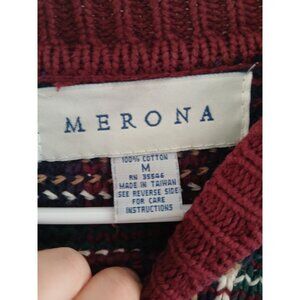 MERONA
100% COTTON
M
RN 35546
MADE IN TAIWAN
SEE REVERSE SIDE
FOR CARE
INSTRUCTIONS